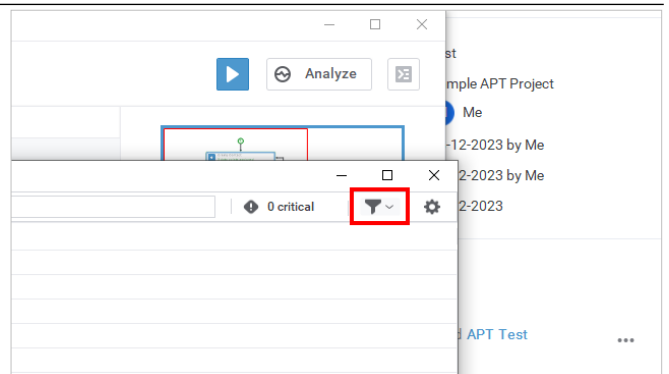 Analyze
st
mple APT Project
Me
-12-2023 by Me
2-2023 by Me
0 critical
2-2023
d APT Test